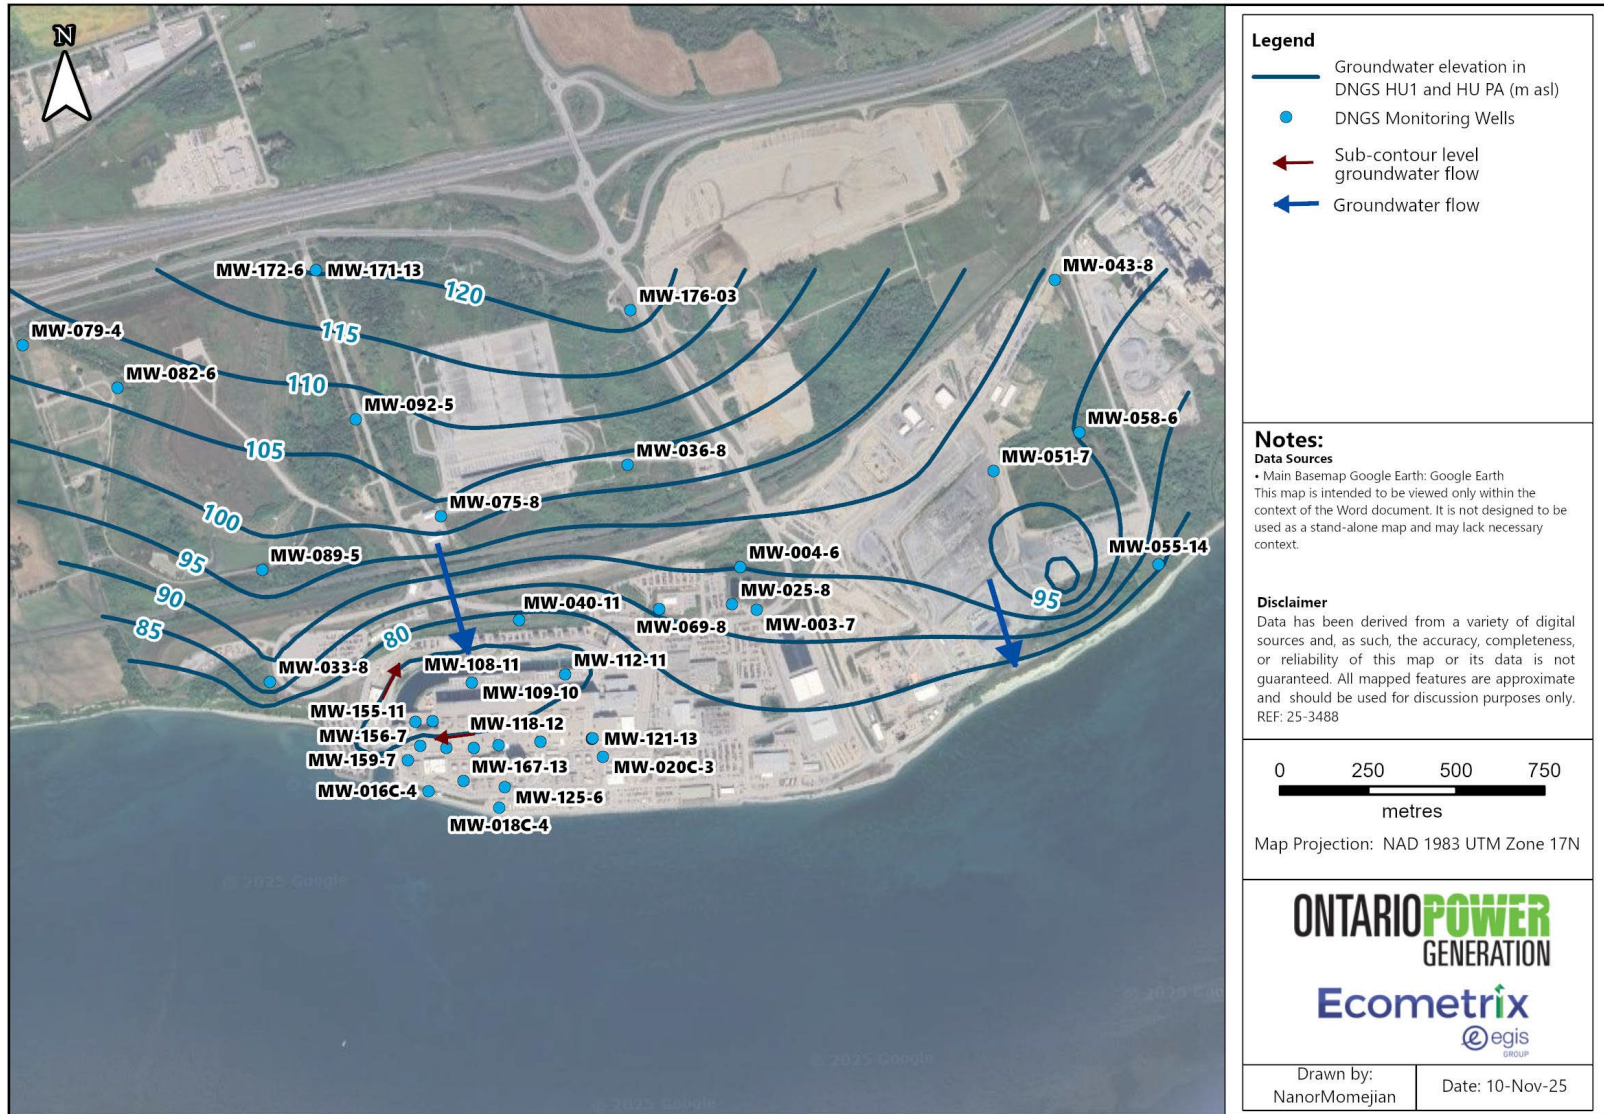 N
MW-172-6
MW-171-13
120
MW-176-03
MW-043-8
115
MW-079-4
MW-082-6
110
MW-092-5
MW-058-6
105
MW-036-8
MW-051-7
MW-075-8
100
MW-089-5
95
MW-004-6
MW-055-14
90
MW-025-8
95
MW-040-11
85
80
MW-069-8
MW-003-7
MW-033-8
MW-108-11
MW-112-11
MW-109-10
MW-155-11
MW-118-12
MW-156-7
MW-121-13
MW-159-7
MW-167-13
MW-020C-3
MW-016C-4
MW-125-6
MW-018C-4
© 2025 Google
© 2025 Goo
2025 Google
© 2025 Google
Legend
Groundwater elevation in
DNGS HU1 and HU PA (m asl)
DNGS Monitoring Wells
Sub-contour level
groundwater flow
Groundwater flow
Notes:
Data Sources
• Main Basemap Google Earth: Google Earth
This map is intended to be viewed only within the
context of the Word document. It is not designed to be
used as a stand-alone map and may lack necessary
context.
Disclaimer
Data has been derived from a variety of digital
sources and, as such, the accuracy, completeness,
or reliability of this map or its data is not
guaranteed. All mapped features are approximate
and should be used for discussion purposes only.
REF: 25-3488
0 250 500 750
metres
Map Projection: NAD 1983 UTM Zone 17N
ONTARIOPOWER
GENERATION
Ecometrix
e egis
GROUP
Drawn by:
NanorMomejian
Date: 10-Nov-25